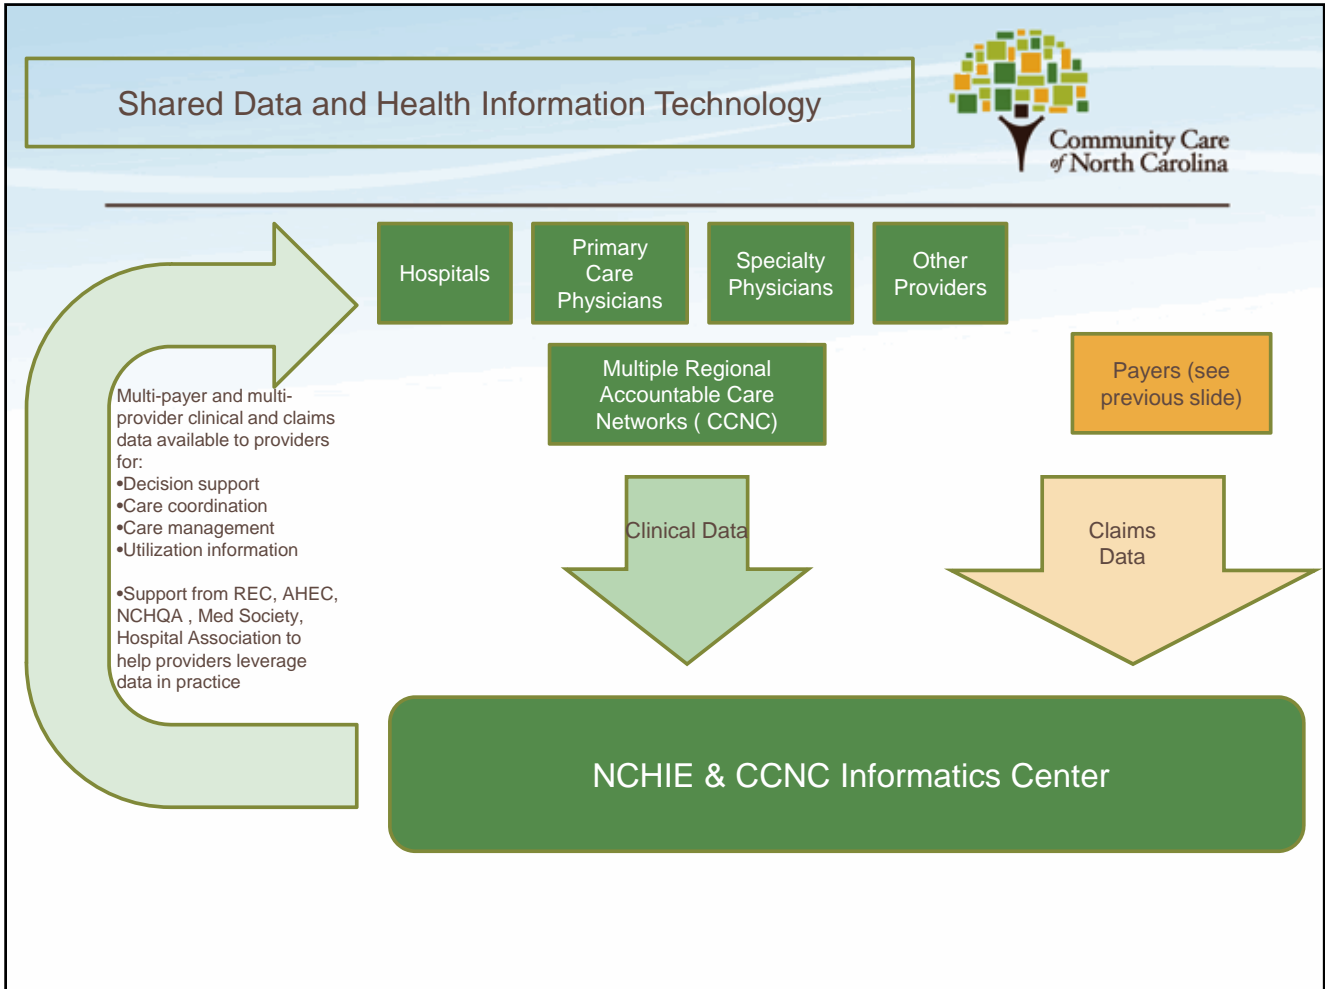 Shared Data and Health Information Technology
Community Care
of North Carolina
Hospitals
Primary
Care
Physicians
Specialty
Physicians
Other
Providers
Multiple Regional
Accountable Care
Networks ( CCNC)
Payers (see
previous slide)
Multi-payer and multi-
provider clinical and claims
data available to providers
for:
•Decision support
•Care coordination
•Care management
•Utilization information
•Support from REC, AHEC,
NCHQA , Med Society,
Hospital Association to
help providers leverage
data in practice
Clinical Data
Claims
Data
NCHIE & CCNC Informatics Center